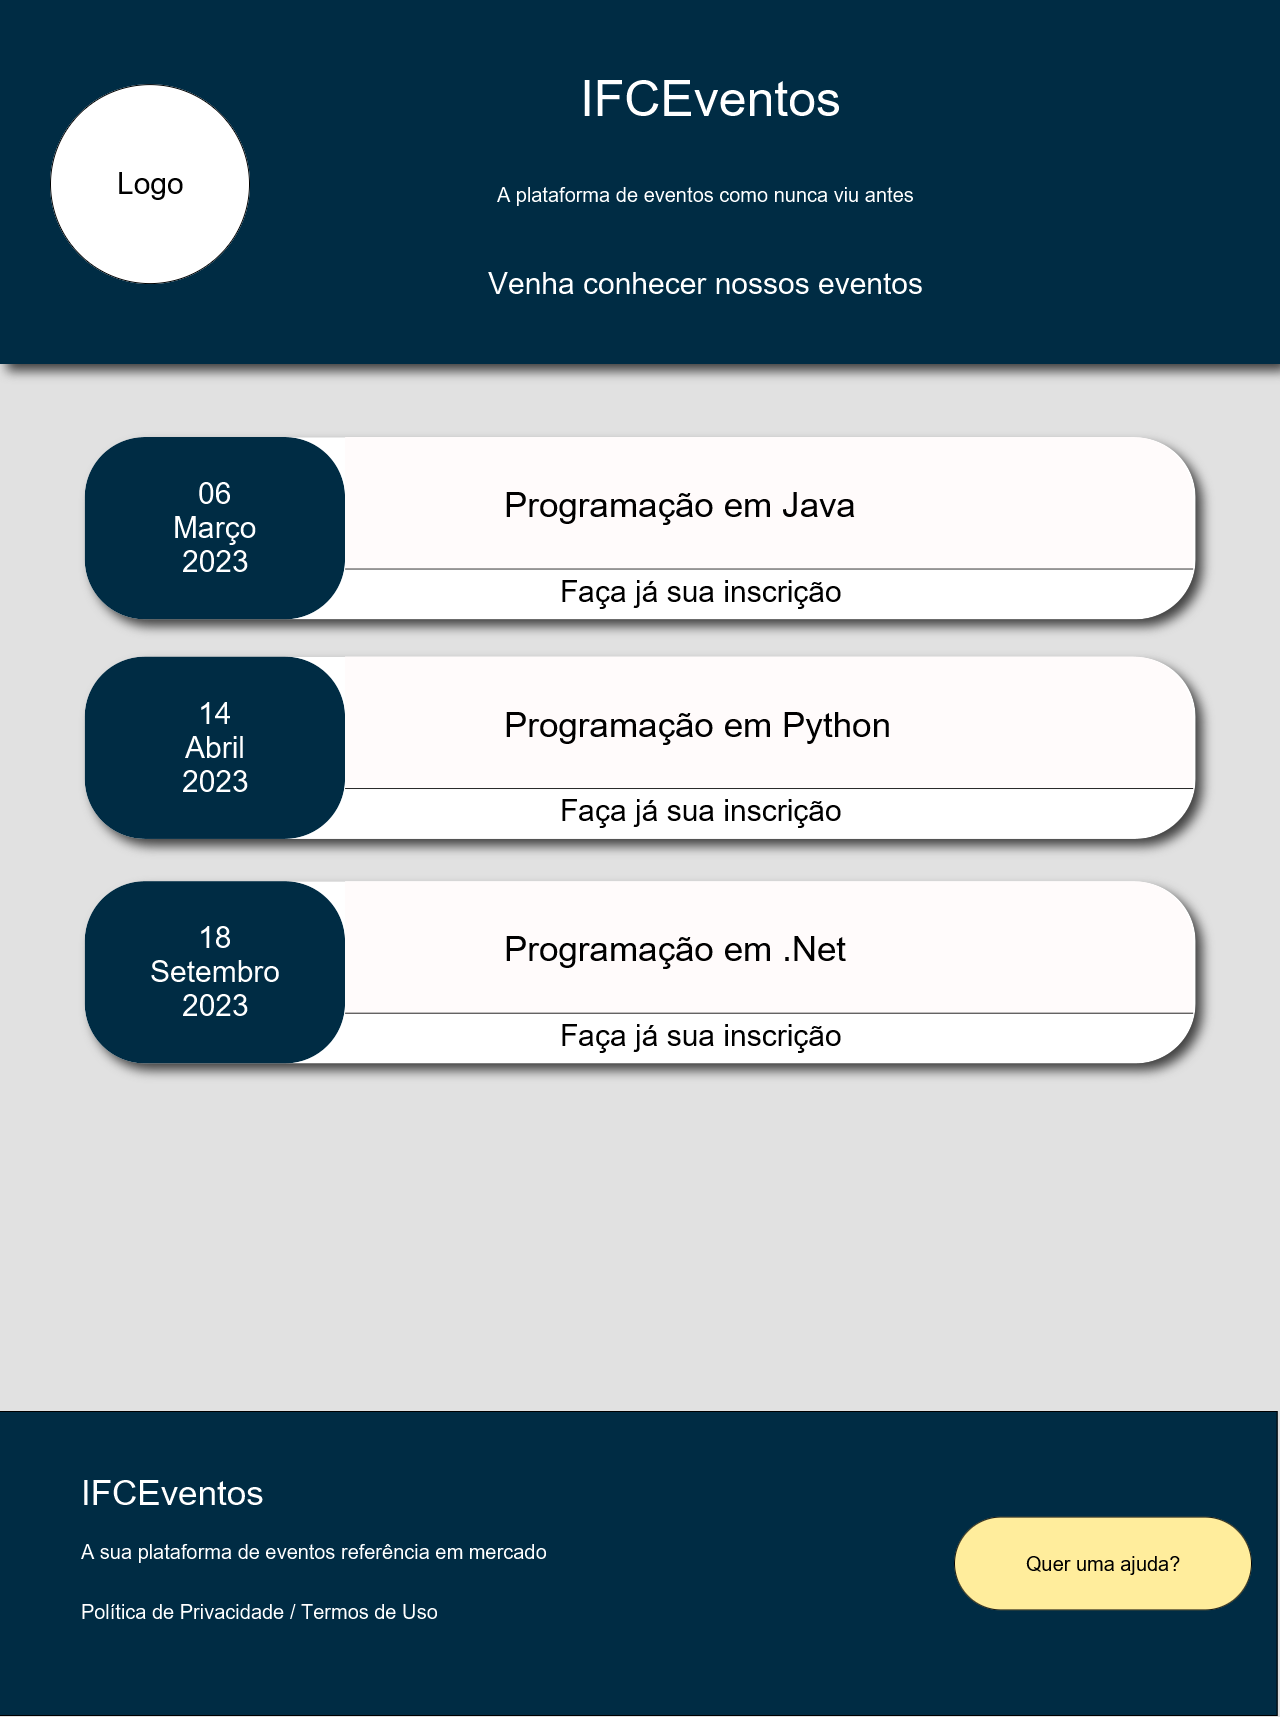 IFCEventos
Logo
A plataforma de eventos como nunca viu antes
Venha conhecer nossos eventos
06
Março
2023
Programação em Java
Faça já sua inscrição
14
Abril
2023
Programação em Python
Faça já sua inscrição
18
Setembro
2023
Programação em .Net
Faça já sua inscrição
IFCEventos
A sua plataforma de eventos referência em mercado
Política de Privacidade / Termos de Uso
Quer uma ajuda?